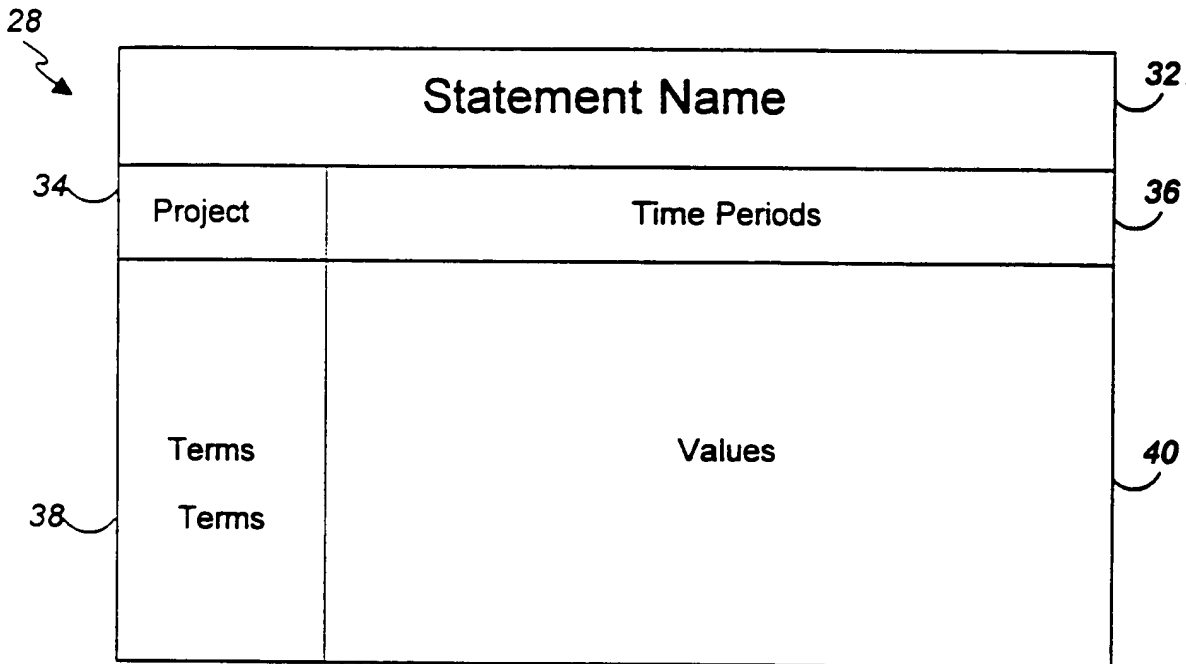 28
Statement Name
32
34
Project
Time Periods
36
Terms
Values
40
38
Terms